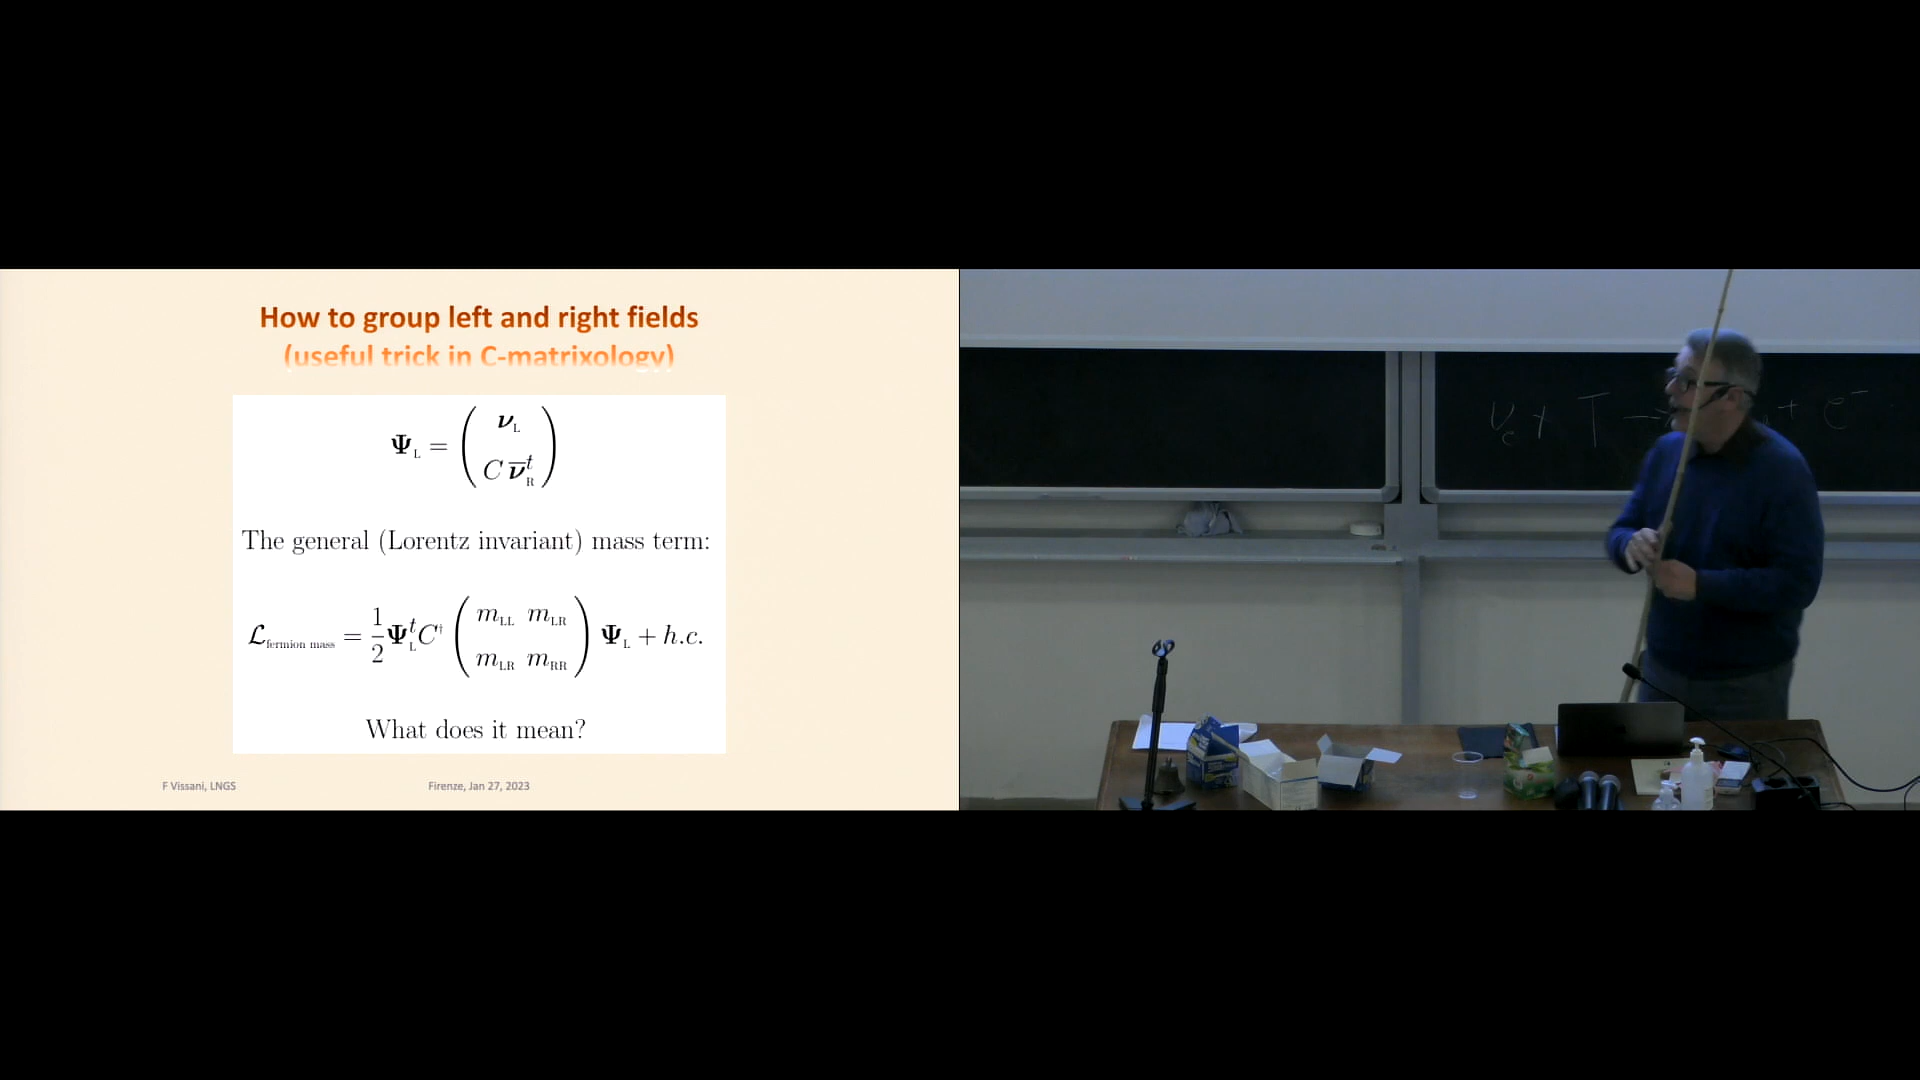 How to group left and right fields
(useful trick in C-matrixology)
Ψ_L = ( ν_L
C ν̅_R^t )
The general (Lorentz invariant) mass term:
ℒ_fermion mass = 1/2 Ψ_L^t C^† ( m_LL m_LR
m_LR m_RR ) Ψ_L + h.c.
What does it mean?
F Vissani, LNGS
Firenze, Jan 27, 2023